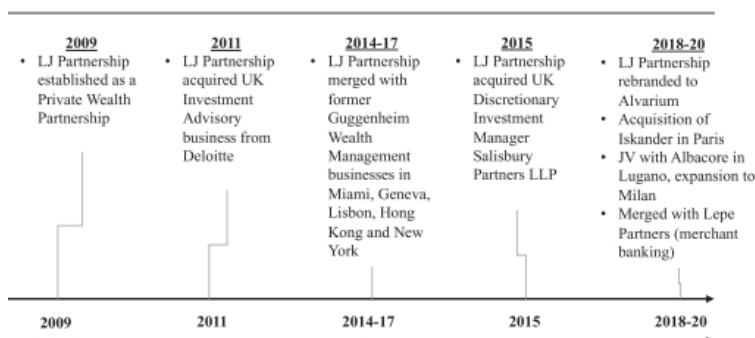 2009
• LJ Partnership
established as a
Private Wealth
Partnership
2011
• LJ Partnership
acquired UK
Investment
Advisory
business from
Deloitte
2014-17
• LJ Partnership
merged with
former
Guggenheim
Wealth
Management
businesses in
Miami, Geneva,
Lisbon, Hong
Kong and New
York
2015
• LJ Partnership
acquired UK
Discretionary
Investment
Manager
Salisbury
Partners LLP
2018-20
• LJ Partnership
rebranded to
Alvarium
• Acquisition of
Iskander in Paris
• JV with Albacore in
Lugano, expansion to
Milan
• Merged with Lepe
Partners (merchant
banking)
2009
2011
2014-17
2015
2018-20